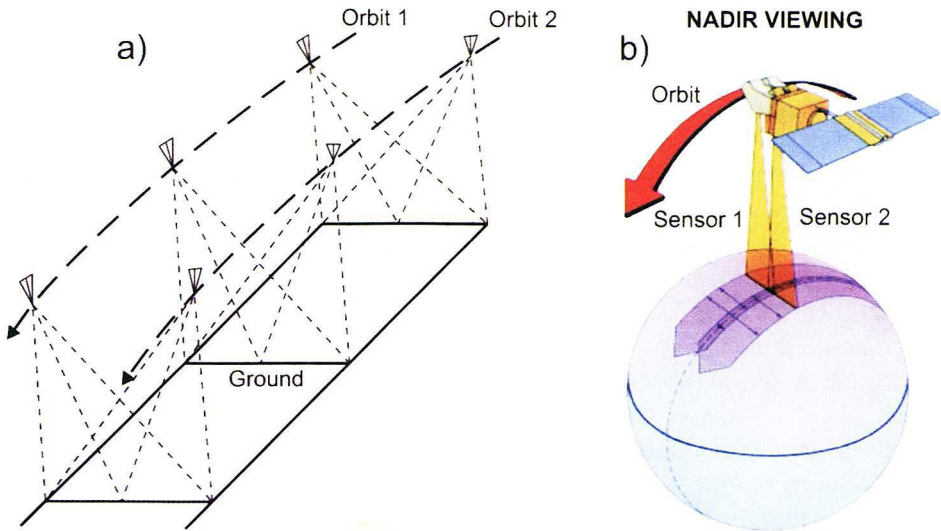 a)
Orbit 1
Orbit 2
Ground
NADIR VIEWING
b)
Orbit
Sensor 1
Sensor 2